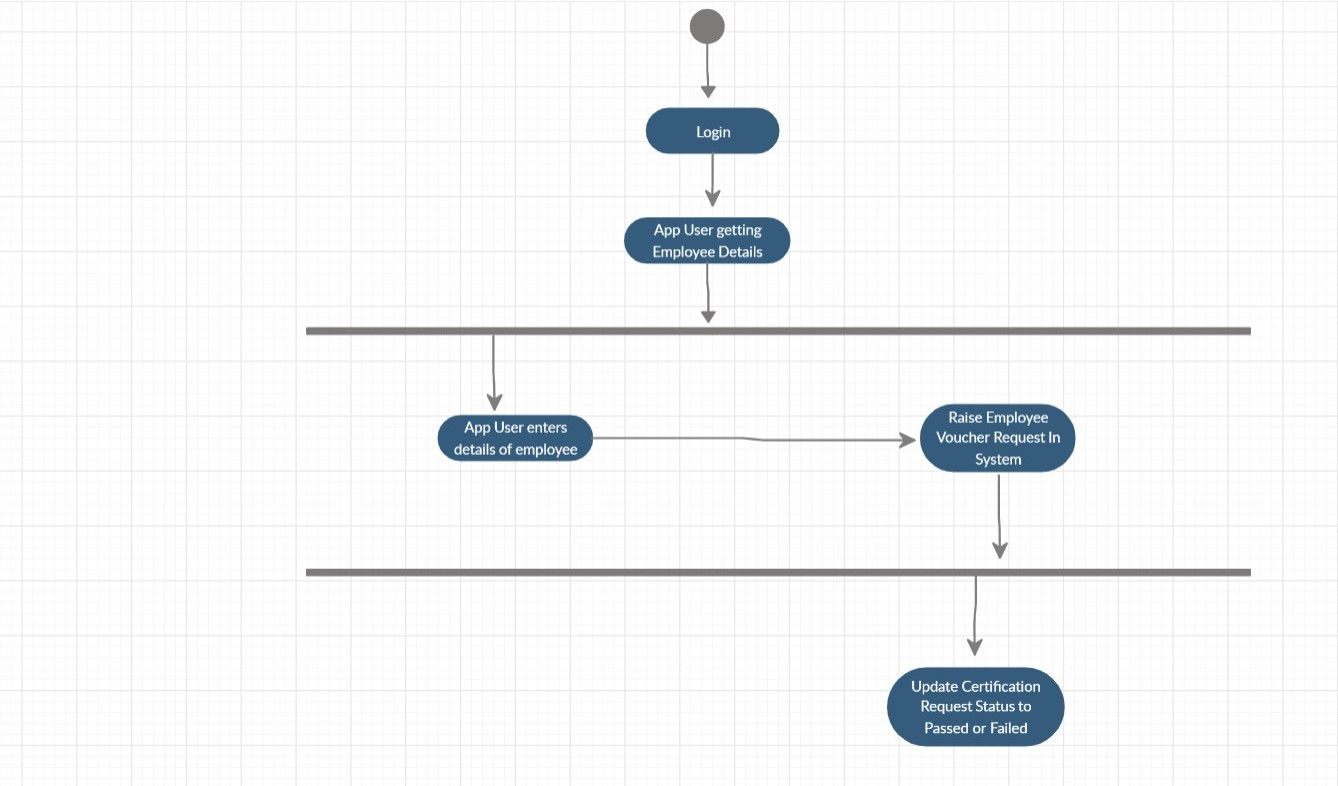 Login
App User getting
Employee Details
App User enters
details of employee
Raise Employee
Voucher Request In
System
Update Certification
Request Status to
Passed or Failed